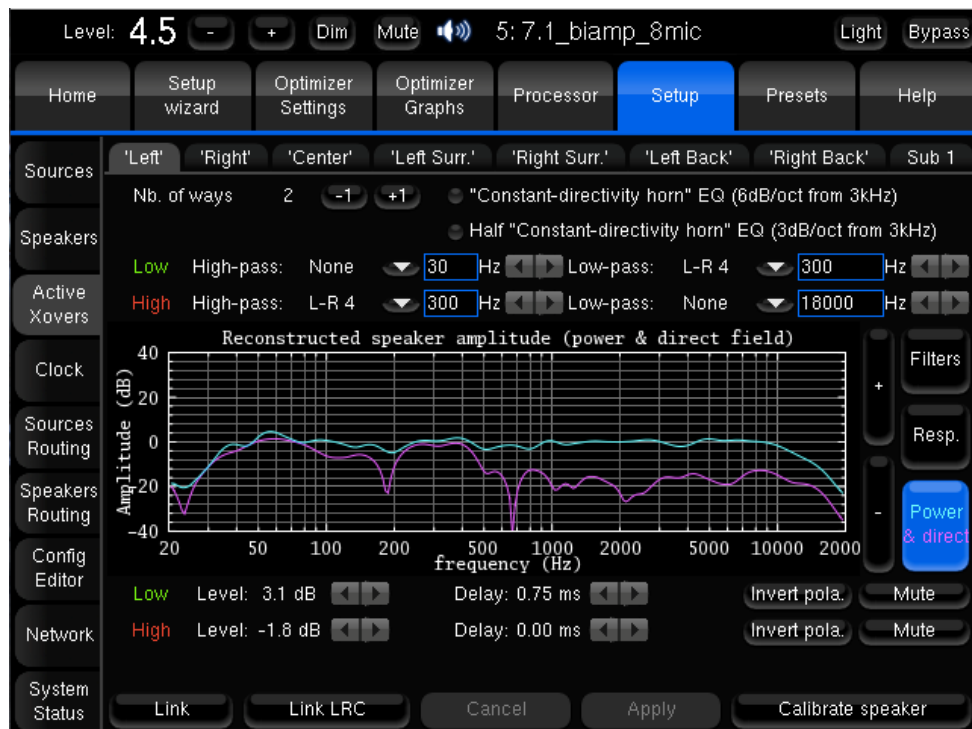 Level: 4.5 - + Dim Mute 5: 7.1_biamp_8mic Light Bypass
Home Setup wizard Optimizer Settings Optimizer Graphs Processor Setup Presets Help
Sources
Speakers
Active Xovers
Clock
Sources Routing
Speakers Routing
Config Editor
Network
System Status
'Left' 'Right' 'Center' 'Left Surr.' 'Right Surr.' 'Left Back' 'Right Back' Sub 1
Nb. of ways 2 -1 +1 "Constant-directivity horn" EQ (6dB/oct from 3kHz)
Half "Constant-directivity horn" EQ (3dB/oct from 3kHz)
Low High-pass: None 30 Hz Low-pass: L-R 4 300 Hz
High High-pass: L-R 4 300 Hz Low-pass: None 18000 Hz
Reconstructed speaker amplitude (power & direct field)
Amplitude (dB)
40
20
0
-20
-40
20 50 100 200 500 1000 2000 5000 10000 2000
frequency (Hz)
+
-
Filters
Resp.
Power & direct
Low Level: 3.1 dB Delay: 0.75 ms Invert pola. Mute
High Level: -1.8 dB Delay: 0.00 ms Invert pola. Mute
Link Link LRC Cancel Apply Calibrate speaker